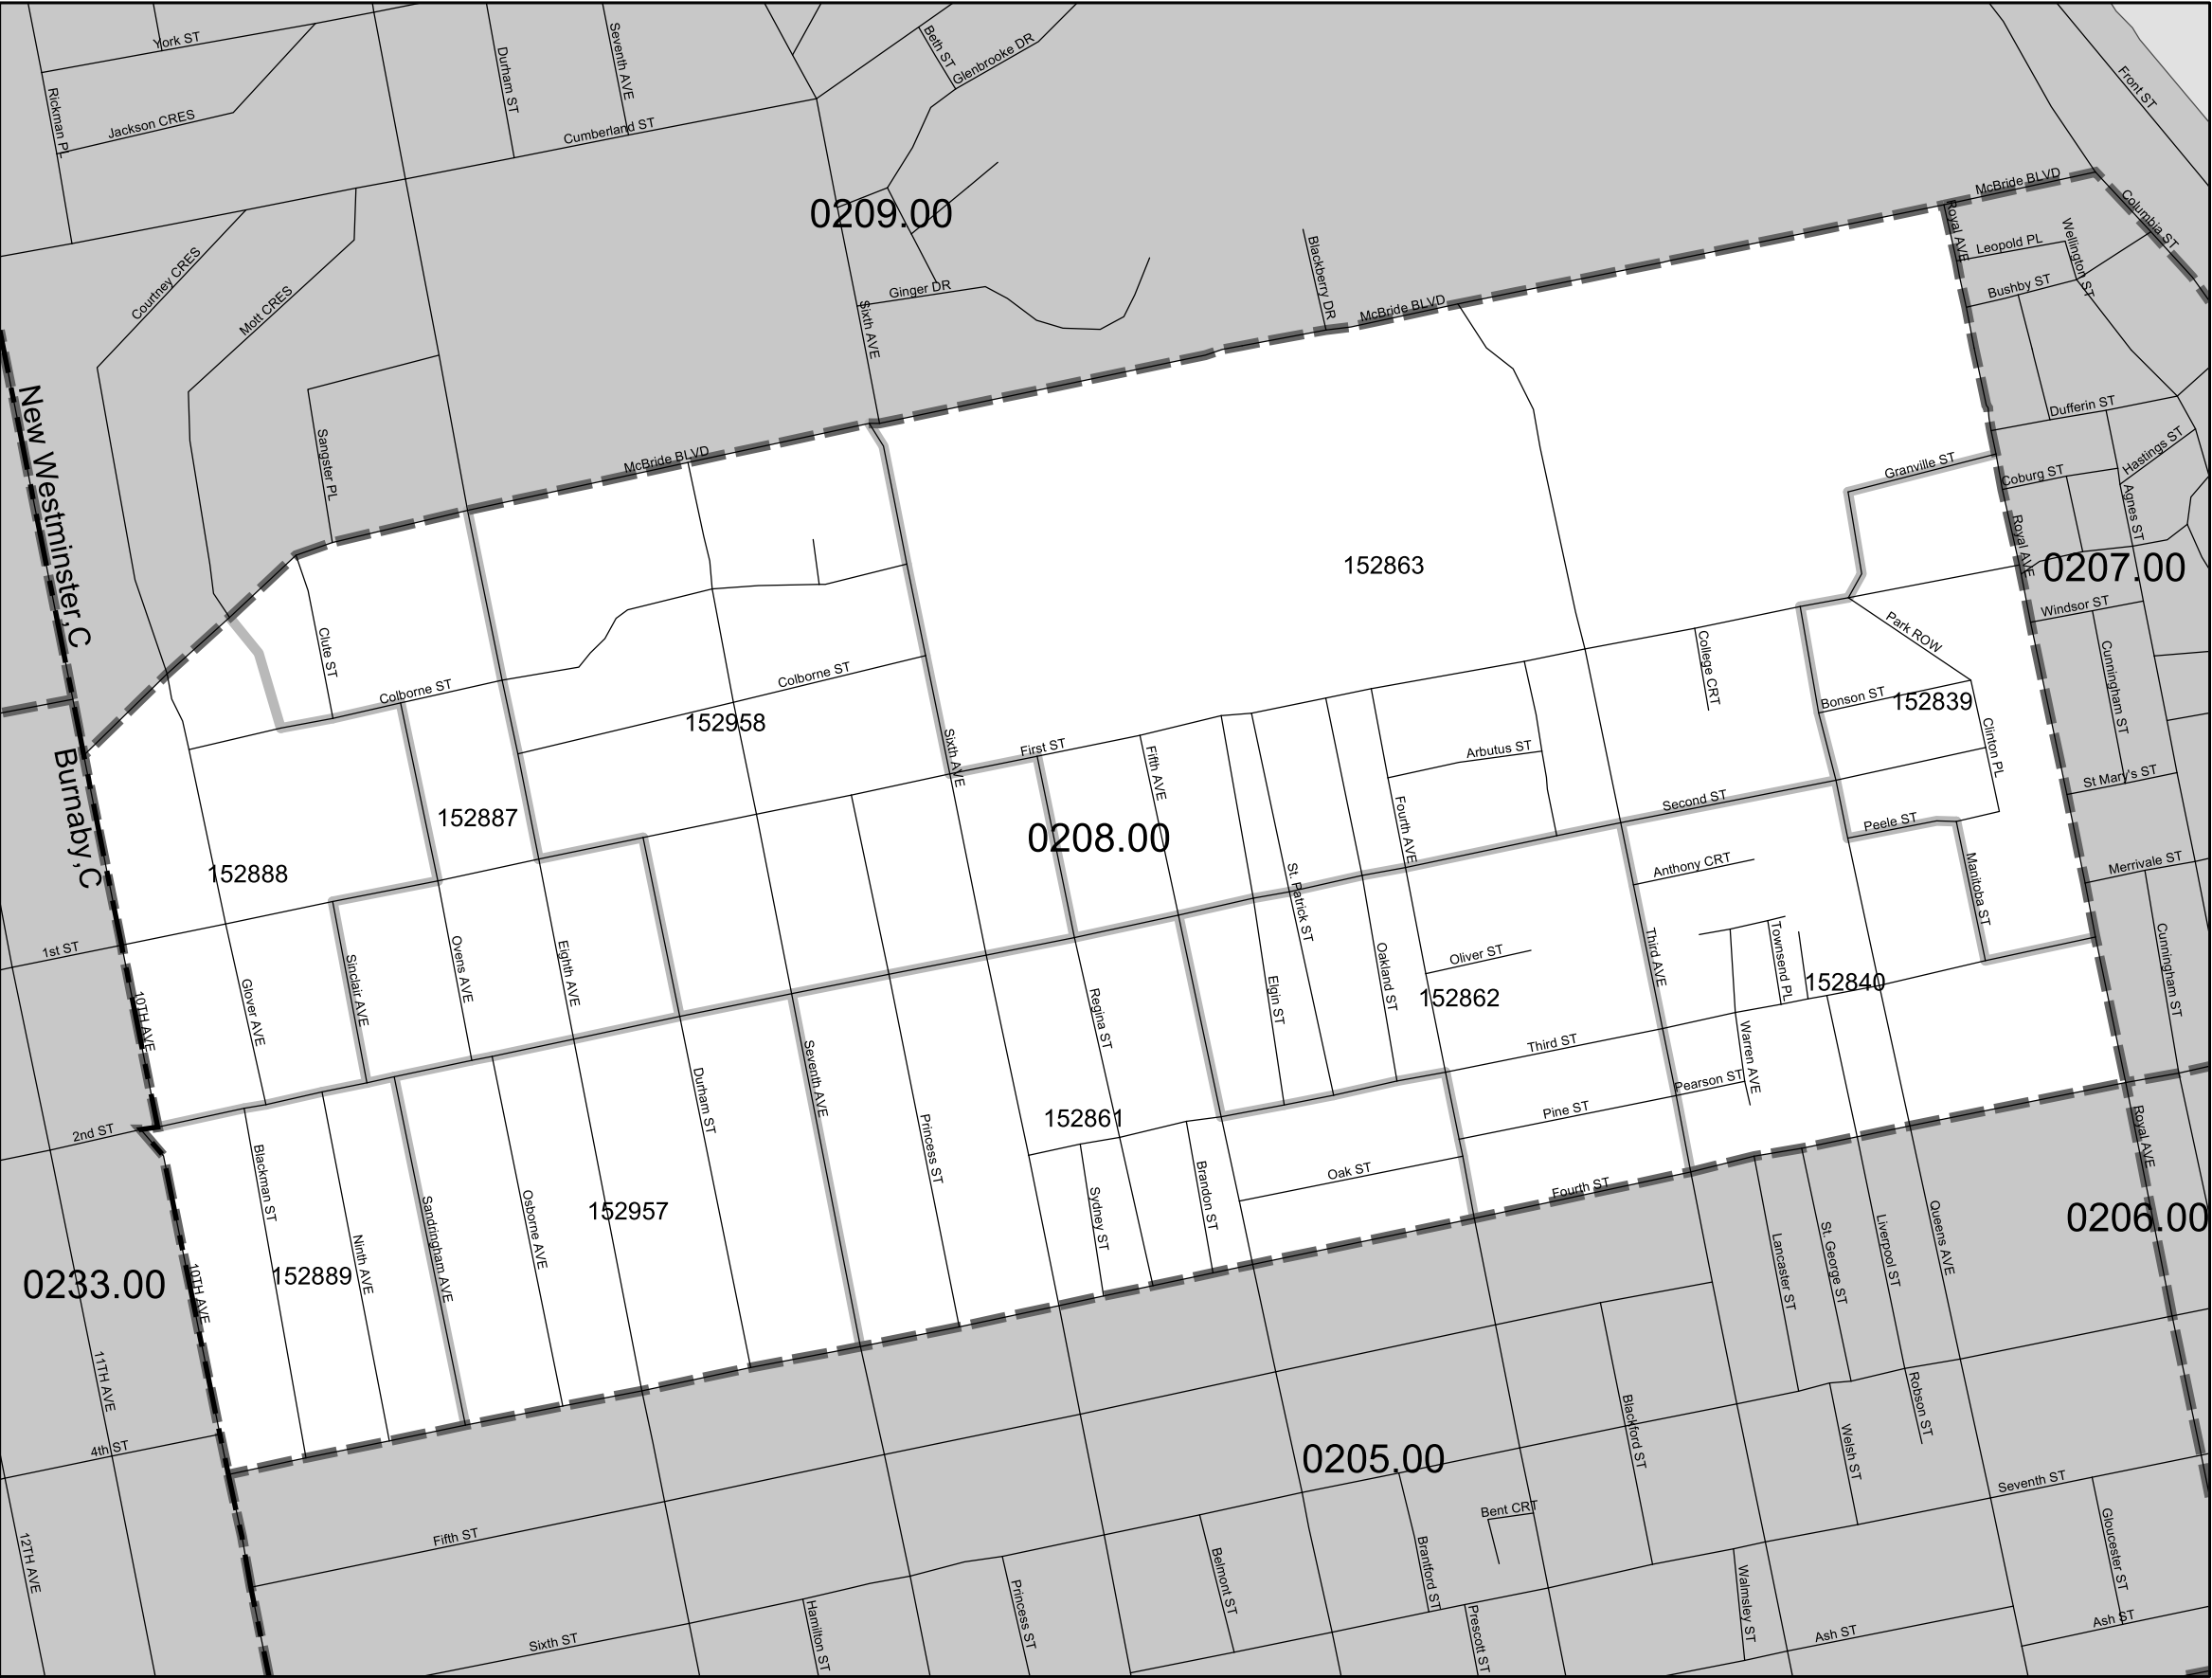 York ST
Rickman PL
Jackson CRES
Durham ST
Seventh AVE
Cumberland ST
Beth ST
Glenbrooke DR
Front ST
0209.00
McBride BLVD
Royal AVE
Columbia ST
Leopold PL
Wellington ST
Bushby ST
Courtney CRES
Mott CRES
Ginger DR
Sixth AVE
Blackberry DR
McBride BLVD
New Westminster,C
Sangster PL
McBride BLVD
Dufferin ST
Hastings ST
Granville ST
Coburg ST
Agnes ST
Royal AVE
0207.00
152863
Windsor ST
Clute ST
Colborne ST
Colborne ST
152958
College CRT
Park ROW
Bonson ST
152839
Cunningham ST
Clinton PL
Burnaby,C
Sixth AVE
First ST
Fifth AVE
Arbutus ST
Fourth AVE
Second ST
St Mary's ST
152887
0208.00
Peele ST
152888
St. Patrick ST
Anthony CRT
Manitoba ST
Merrivale ST
1st ST
Glover AVE
Sinclair AVE
Ovens AVE
Eighth AVE
Oakland ST
Oliver ST
Third AVE
Townsend PL
Cunningham ST
10TH AVE
Elgin ST
152862
152840
Regina ST
Third ST
Warren AVE
2nd ST
Durham ST
Seventh AVE
Princess ST
152861
Pine ST
Pearson ST
Royal AVE
Blackman ST
Ninth AVE
Sandringham AVE
Osborne AVE
152957
Sydney ST
Brandon ST
Oak ST
Fourth ST
0206.00
0233.00
10TH AVE
152889
Lancaster ST
St. George ST
Liverpool ST
Queens AVE
11TH AVE
4th ST
0205.00
Blackford ST
Welsh ST
Robson ST
Seventh ST
12TH AVE
Fifth ST
Bent CRT
Brantford ST
Belmont ST
Gloucester ST
Sixth ST
Hamilton ST
Princess ST
Prescott ST
Walmsley ST
Ash ST
Ash ST